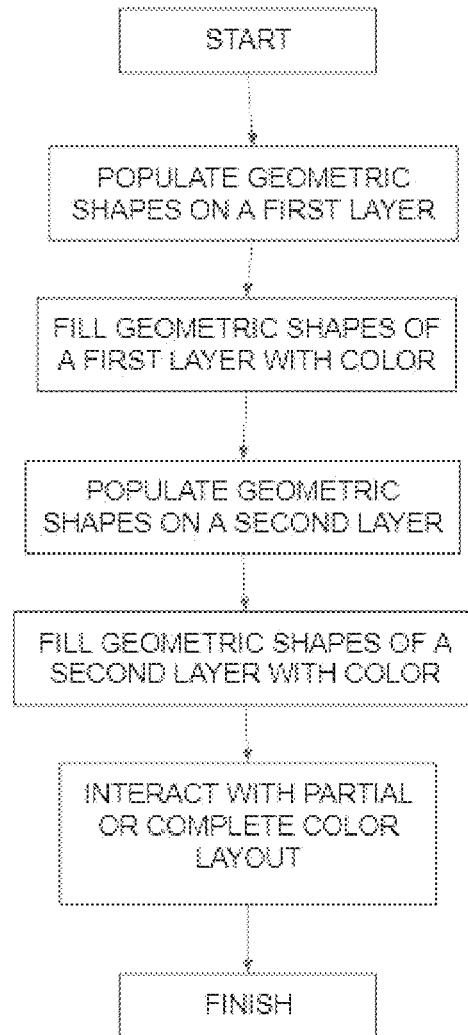 START
POPULATE GEOMETRIC
SHAPES ON A FIRST LAYER
FILL GEOMETRIC SHAPES OF
A FIRST LAYER WITH COLOR
POPULATE GEOMETRIC
SHAPES ON A SECOND LAYER
FILL GEOMETRIC SHAPES OF A
SECOND LAYER WITH COLOR
INTERACT WITH PARTIAL
OR COMPLETE COLOR
LAYOUT
FINISH